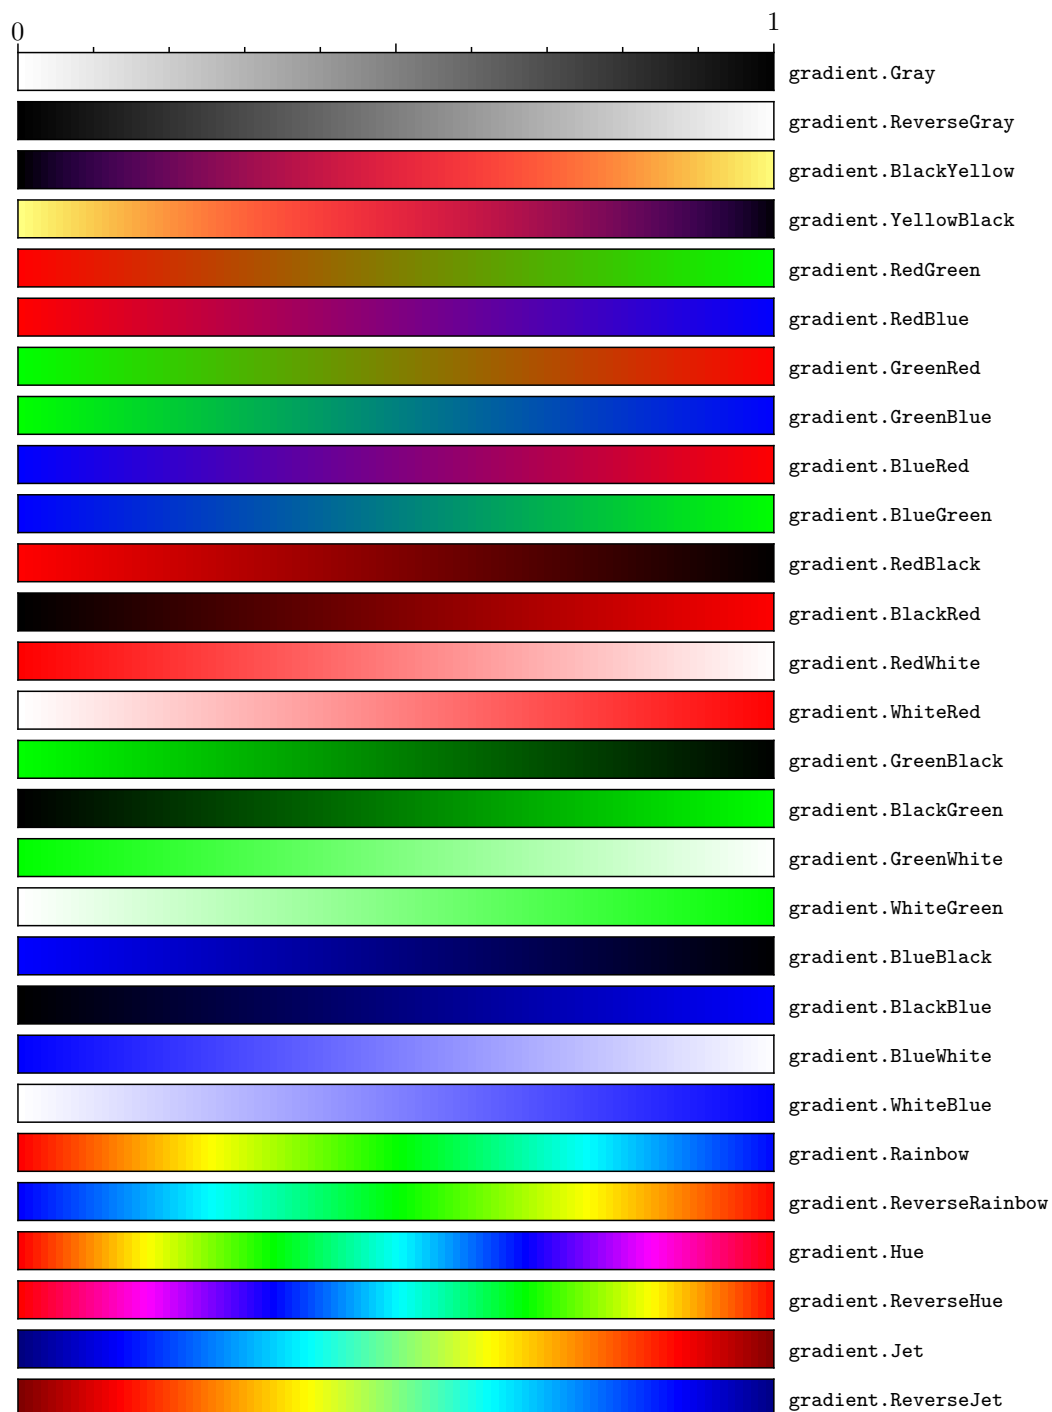 0 1
gradient.Gray
gradient.ReverseGray
gradient.BlackYellow
gradient.YellowBlack
gradient.RedGreen
gradient.RedBlue
gradient.GreenRed
gradient.GreenBlue
gradient.BlueRed
gradient.BlueGreen
gradient.RedBlack
gradient.BlackRed
gradient.RedWhite
gradient.WhiteRed
gradient.GreenBlack
gradient.BlackGreen
gradient.GreenWhite
gradient.WhiteGreen
gradient.BlueBlack
gradient.BlackBlue
gradient.BlueWhite
gradient.WhiteBlue
gradient.Rainbow
gradient.ReverseRainbow
gradient.Hue
gradient.ReverseHue
gradient.Jet
gradient.ReverseJet